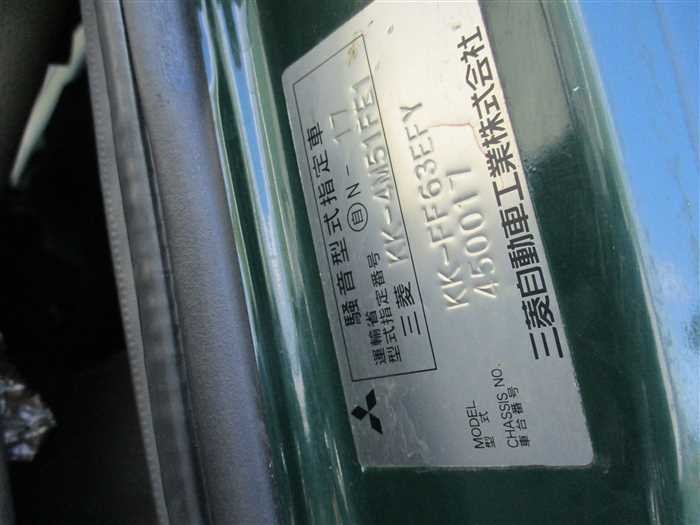 騒音型式指定車
運輸省
型式指定番号 自N-17
三菱 KK-4M51FE1
MODEL
型式 KK-FF63EFY
CHASSIS NO.
車台番号 450017
三菱自動車工業株式会社